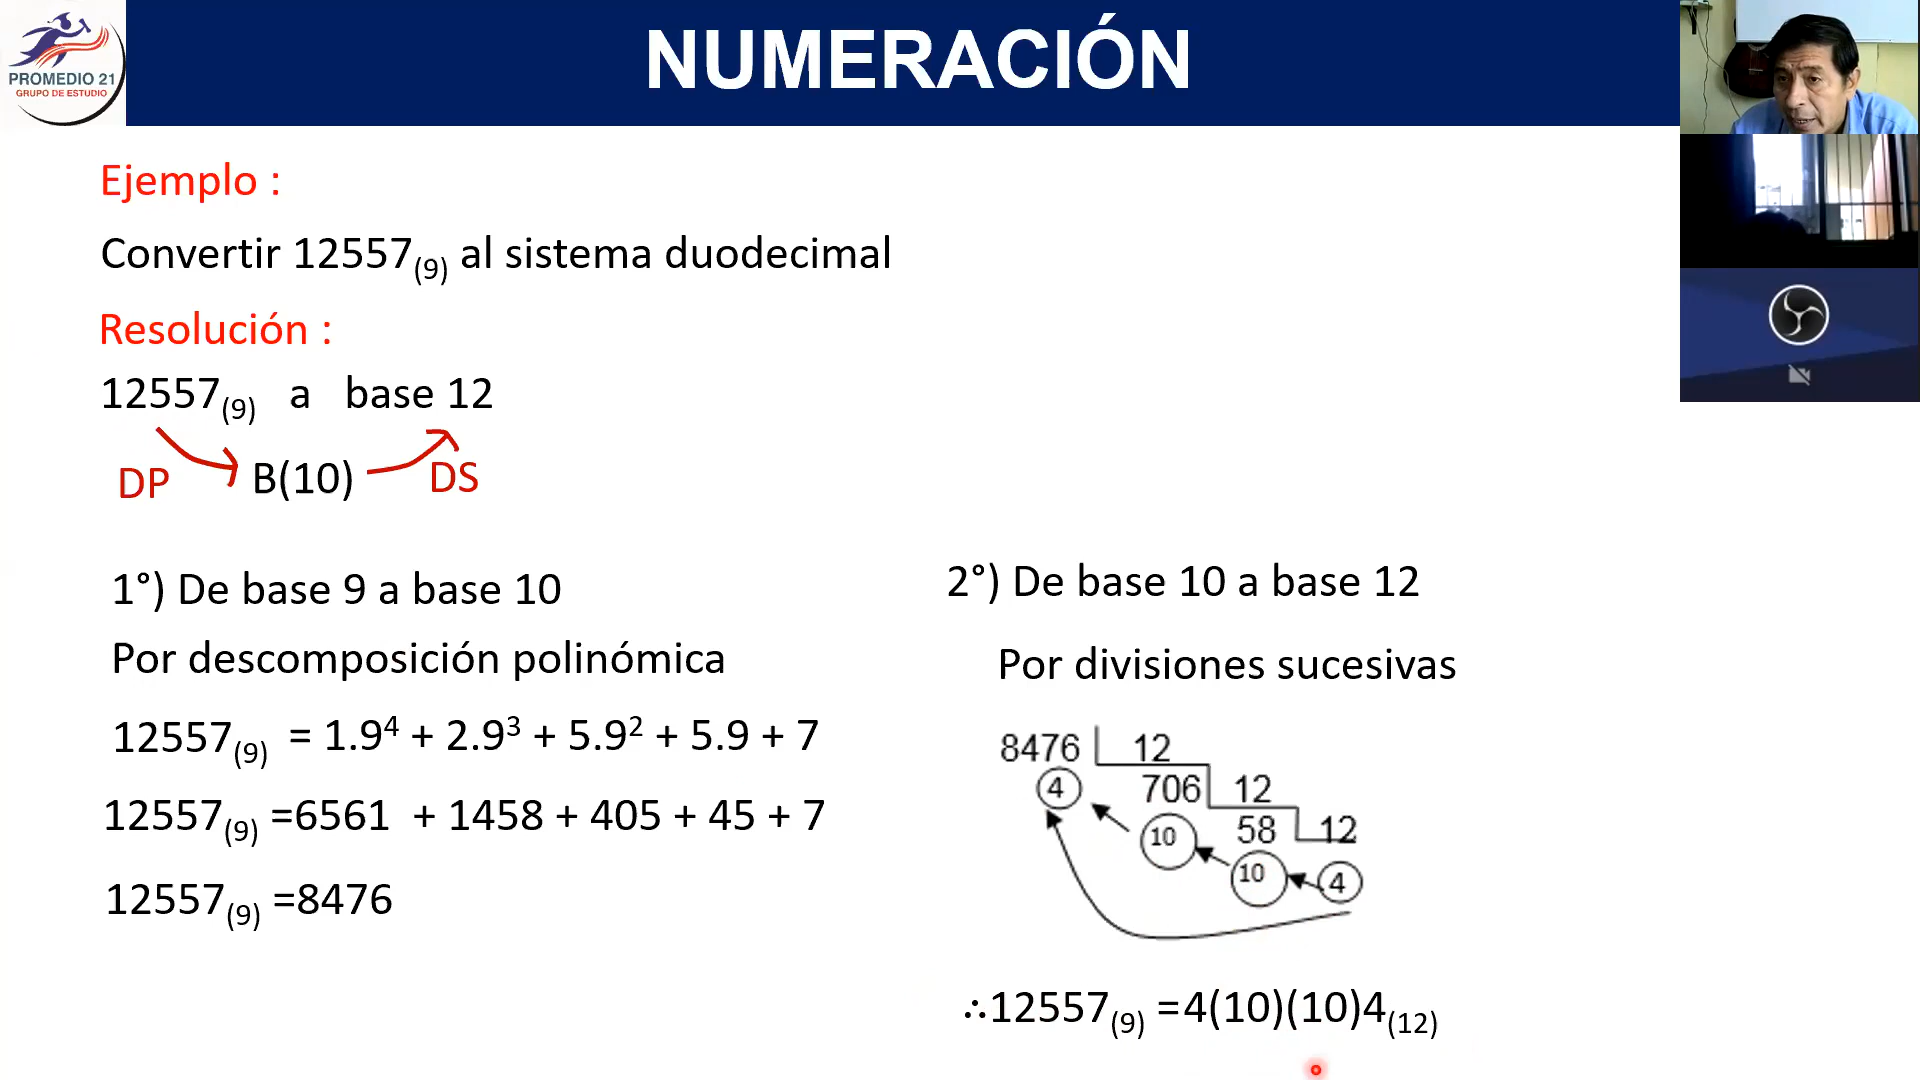 PROMEDIO 21
GRUPO DE ESTUDIO
NUMERACIÓN
Ejemplo :
Convertir 12557(9) al sistema duodecimal
Resolución :
12557(9) a base 12
DP B(10) DS
1°) De base 9 a base 10
Por descomposición polinómica
12557(9) = 1.9⁴ + 2.9³ + 5.9² + 5.9 + 7
12557(9) =6561 + 1458 + 405 + 45 + 7
12557(9) =8476
2°) De base 10 a base 12
Por divisiones sucesivas
8476 12
4 706 12
10 58 12
10 4
∴12557(9) =4(10)(10)4(12)